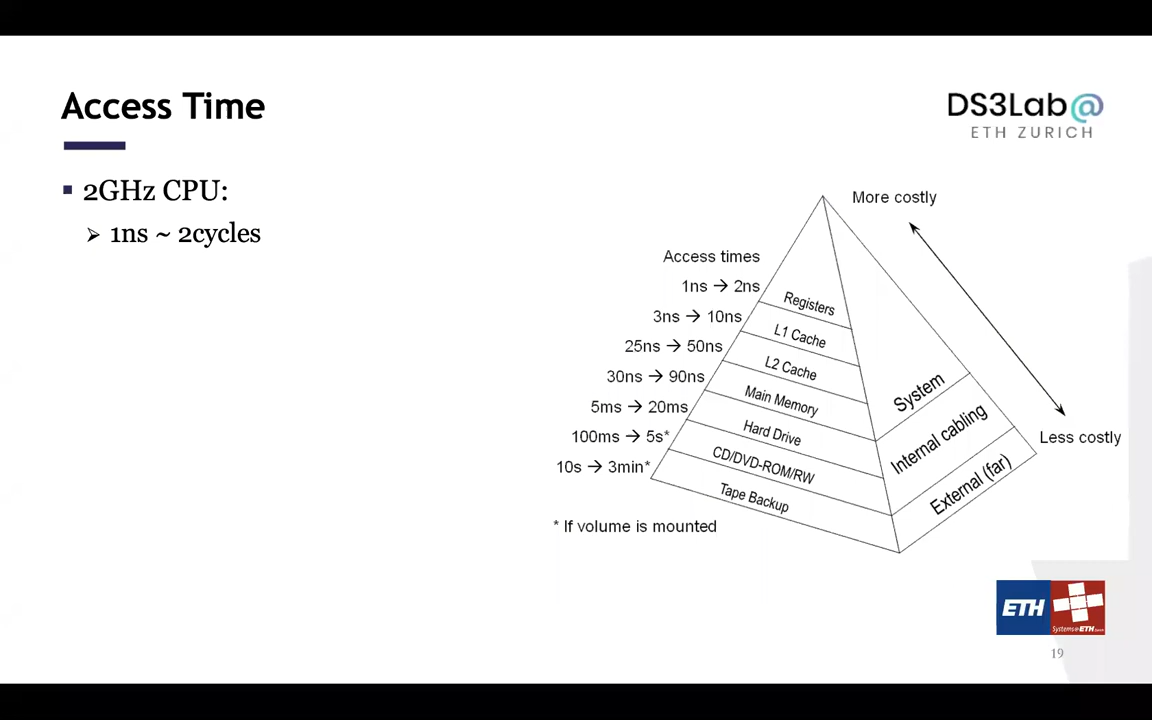 Access Time
DS3Lab@
ETH ZURICH
▪ 2GHz CPU:
➢ 1ns ~ 2cycles
More costly
Access times
1ns → 2ns
Registers
3ns → 10ns
L1 Cache
25ns → 50ns
L2 Cache
30ns → 90ns
Main Memory
5ms → 20ms
Hard Drive
100ms → 5s*
CD/DVD-ROM/RW
10s → 3min*
Tape Backup
System
Internal cabling
External (far)
Less costly
* If volume is mounted
ETH
Systems@ETH
19